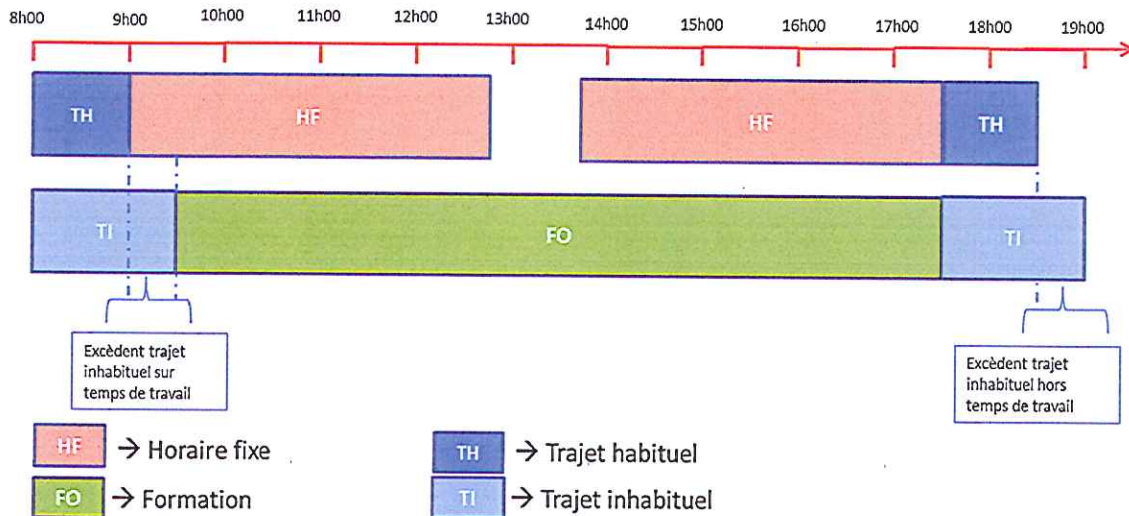 8h00 9h00 10h00 11h00 12h00 13h00 14h00 15h00 16h00 17h00 18h00 19h00
TH HF HF TH
TI FO TI
Excèdent trajet
inhabituel sur
temps de travail
Excèdent trajet
inhabituel hors
temps de travail
HF → Horaire fixe
TH → Trajet habituel
FO → Formation
TI → Trajet inhabituel